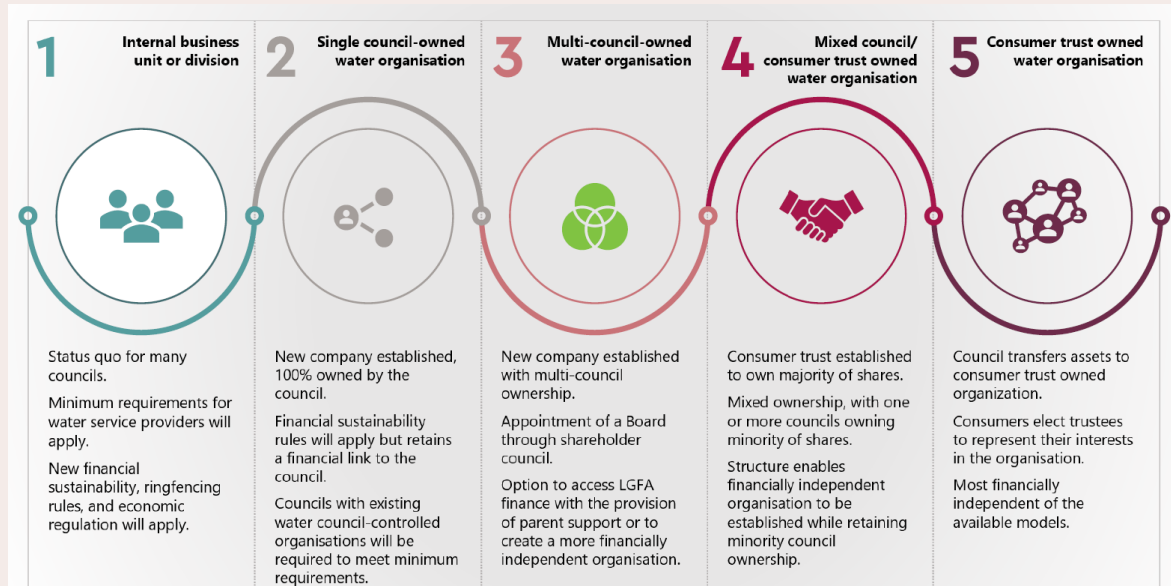 1
Internal business
unit or division
Status quo for many
councils.
Minimum requirements for
water service providers will
apply.
New financial
sustainability, ringfencing
rules, and economic
regulation will apply.
2
Single council-owned
water organisation
New company established,
100% owned by the
council.
Financial sustainability
rules will apply but retains
a financial link to the
council.
Councils with existing
water council-controlled
organisations will be
required to meet minimum
requirements.
3
Multi-council-owned
water organisation
New company established
with multi-council
ownership.
Appointment of a Board
through shareholder
council.
Option to access LGFA
finance with the provision
of parent support or to
create a more financially
independent organisation.
4
Mixed council/
consumer trust owned
water organisation
Consumer trust established
to own majority of shares.
Mixed ownership, with one
or more councils owning
minority of shares.
Structure enables
financially independent
organisation to be
established while retaining
minority council
ownership.
5
Consumer trust owned
water organisation
Council transfers assets to
consumer trust owned
organization.
Consumers elect trustees
to represent their interests
in the organisation.
Most financially
independent of the
available models.